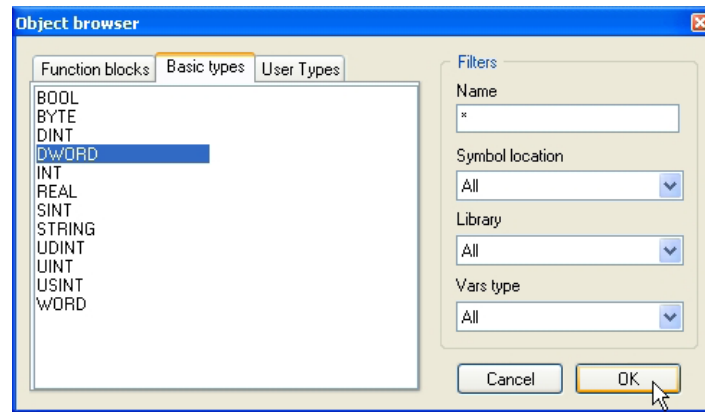 Object browser
Function blocks
Basic types
User Types
BOOL
BYTE
DINT
DWORD
INT
REAL
SINT
STRING
UDINT
UINT
USINT
WORD
Filters
Name
*
Symbol location
All
Library
All
Vars type
All
Cancel
OK